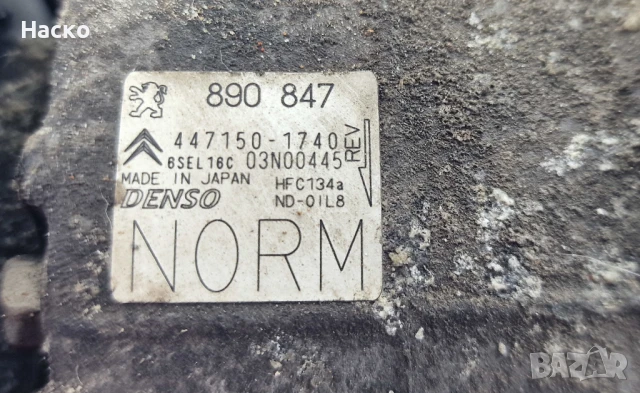 Наско
890 847
447150-1740
6SEL16C 03N00445
REV
MADE IN JAPAN HFC134a
DENSO ND-OIL8
NORM
BAZAR